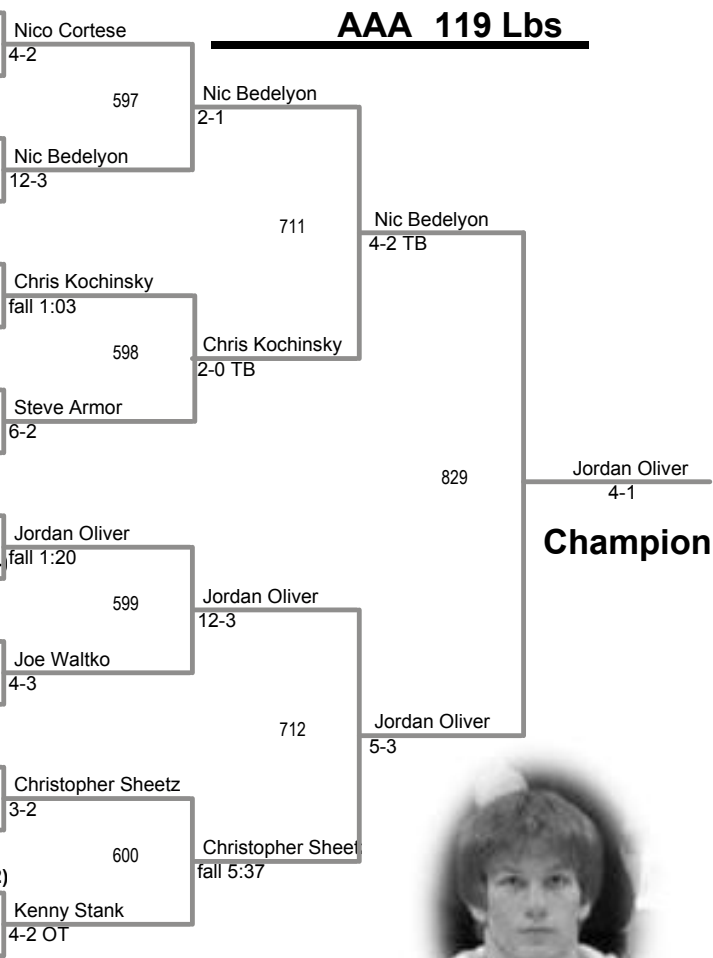 AAA 119 Lbs
Nico Cortese
4-2
597
Nic Bedelyon
2-1
Nic Bedelyon
12-3
711
Nic Bedelyon
4-2 TB
Chris Kochinsky
fall 1:03
598
Chris Kochinsky
2-0 TB
Steve Armor
6-2
829
Jordan Oliver
4-1
Champion
Jordan Oliver
fall 1:20
599
Jordan Oliver
12-3
Joe Waltko
4-3
712
Jordan Oliver
5-3
Christopher Sheetz
3-2
600
Christopher Sheet
fall 5:37
Kenny Stank
4-2 OT